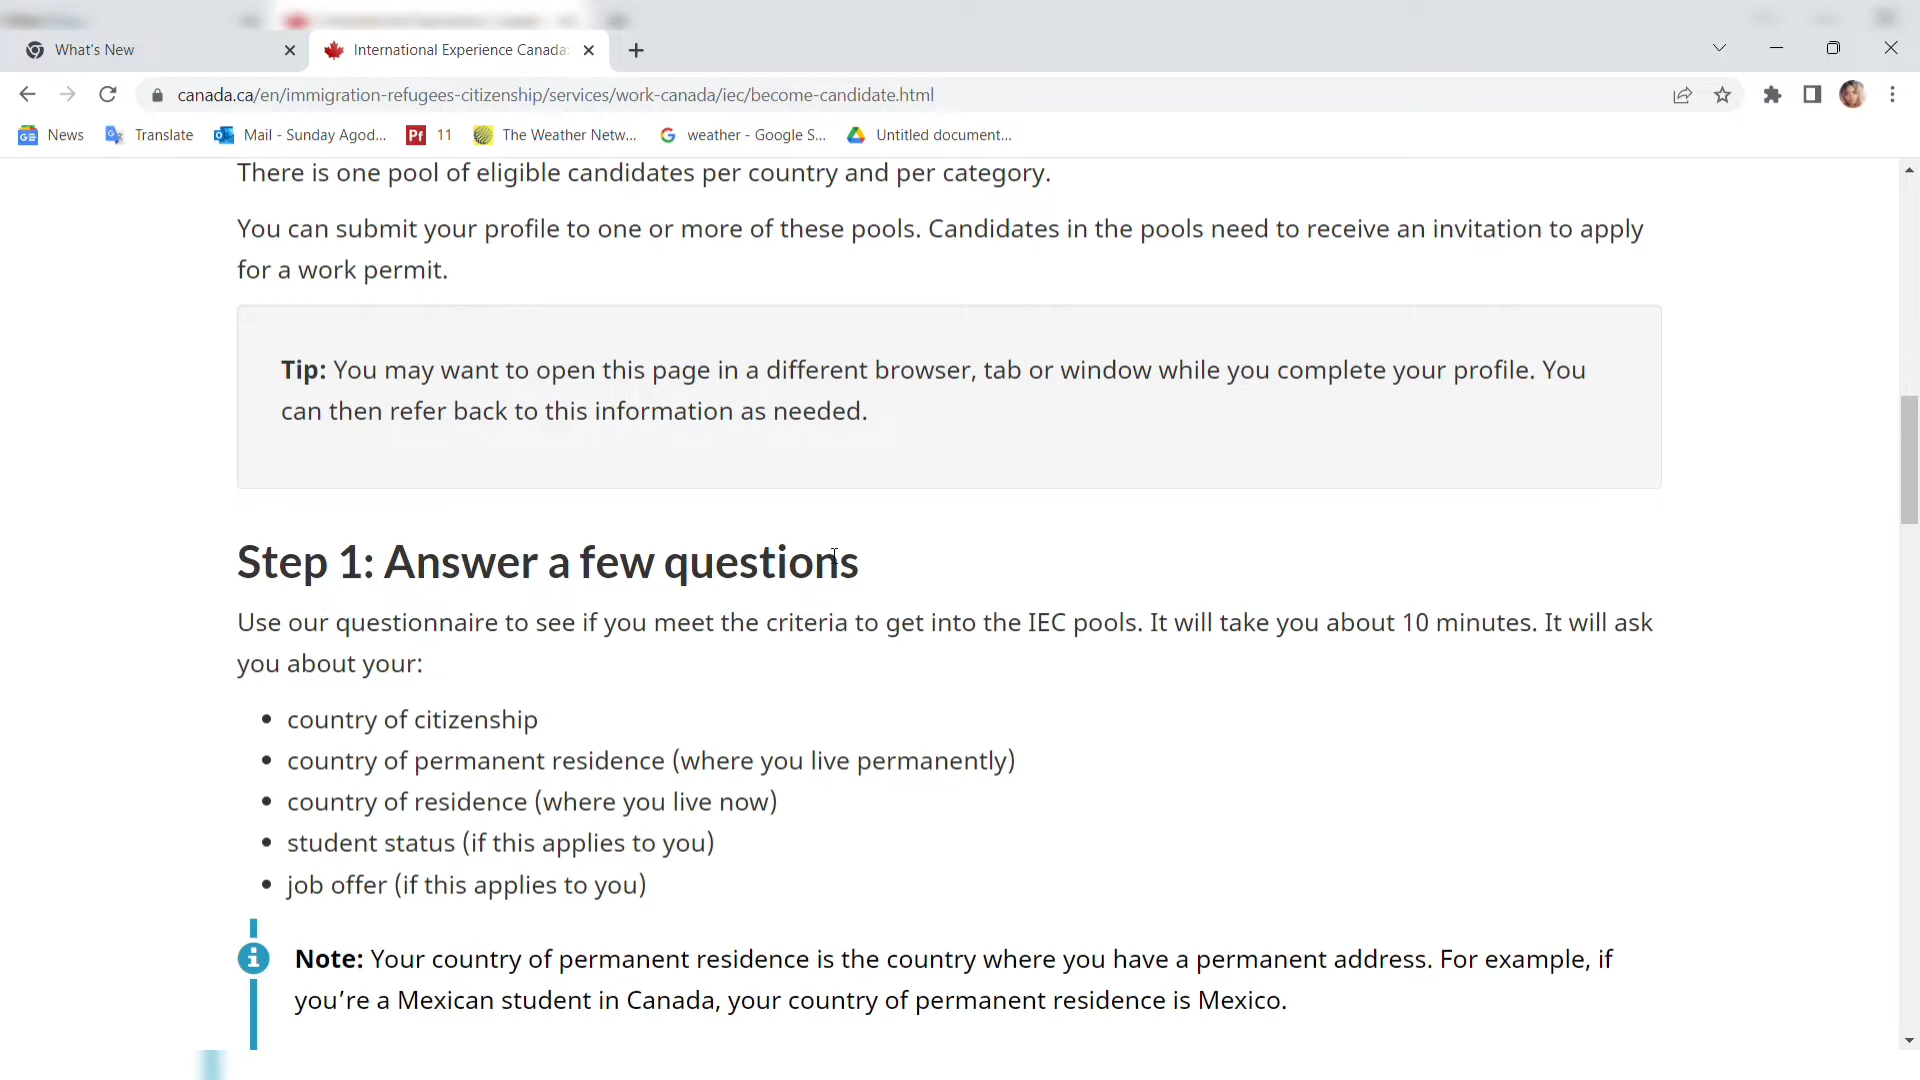 What's New
International Experience Canada:
canada.ca/en/immigration-refugees-citizenship/services/work-canada/iec/become-candidate.html
News
Translate
Mail - Sunday Agod...
Pf 11
The Weather Netw...
weather - Google S...
Untitled document...
There is one pool of eligible candidates per country and per category.
You can submit your profile to one or more of these pools. Candidates in the pools need to receive an invitation to apply
for a work permit.
Tip: You may want to open this page in a different browser, tab or window while you complete your profile. You
can then refer back to this information as needed.
Step 1: Answer a few questions
Use our questionnaire to see if you meet the criteria to get into the IEC pools. It will take you about 10 minutes. It will ask
you about your:
• country of citizenship
• country of permanent residence (where you live permanently)
• country of residence (where you live now)
• student status (if this applies to you)
• job offer (if this applies to you)
Note: Your country of permanent residence is the country where you have a permanent address. For example, if
you’re a Mexican student in Canada, your country of permanent residence is Mexico.